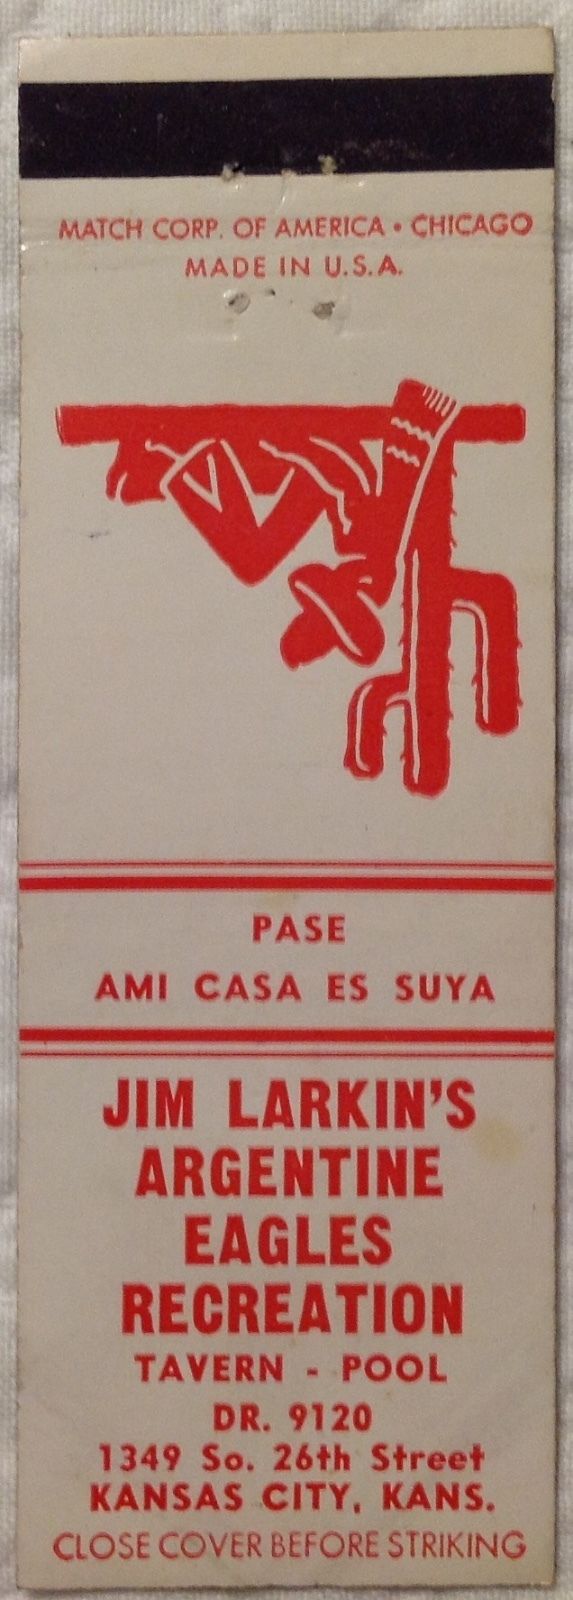 MATCH CORP. OF AMERICA • CHICAGO
MADE IN U.S.A.
PASE
AMI CASA ES SUYA
JIM LARKIN'S
ARGENTINE
EAGLES
RECREATION
TAVERN - POOL
DR. 9120
1349 So. 26th Street
KANSAS CITY, KANS.
CLOSE COVER BEFORE STRIKING